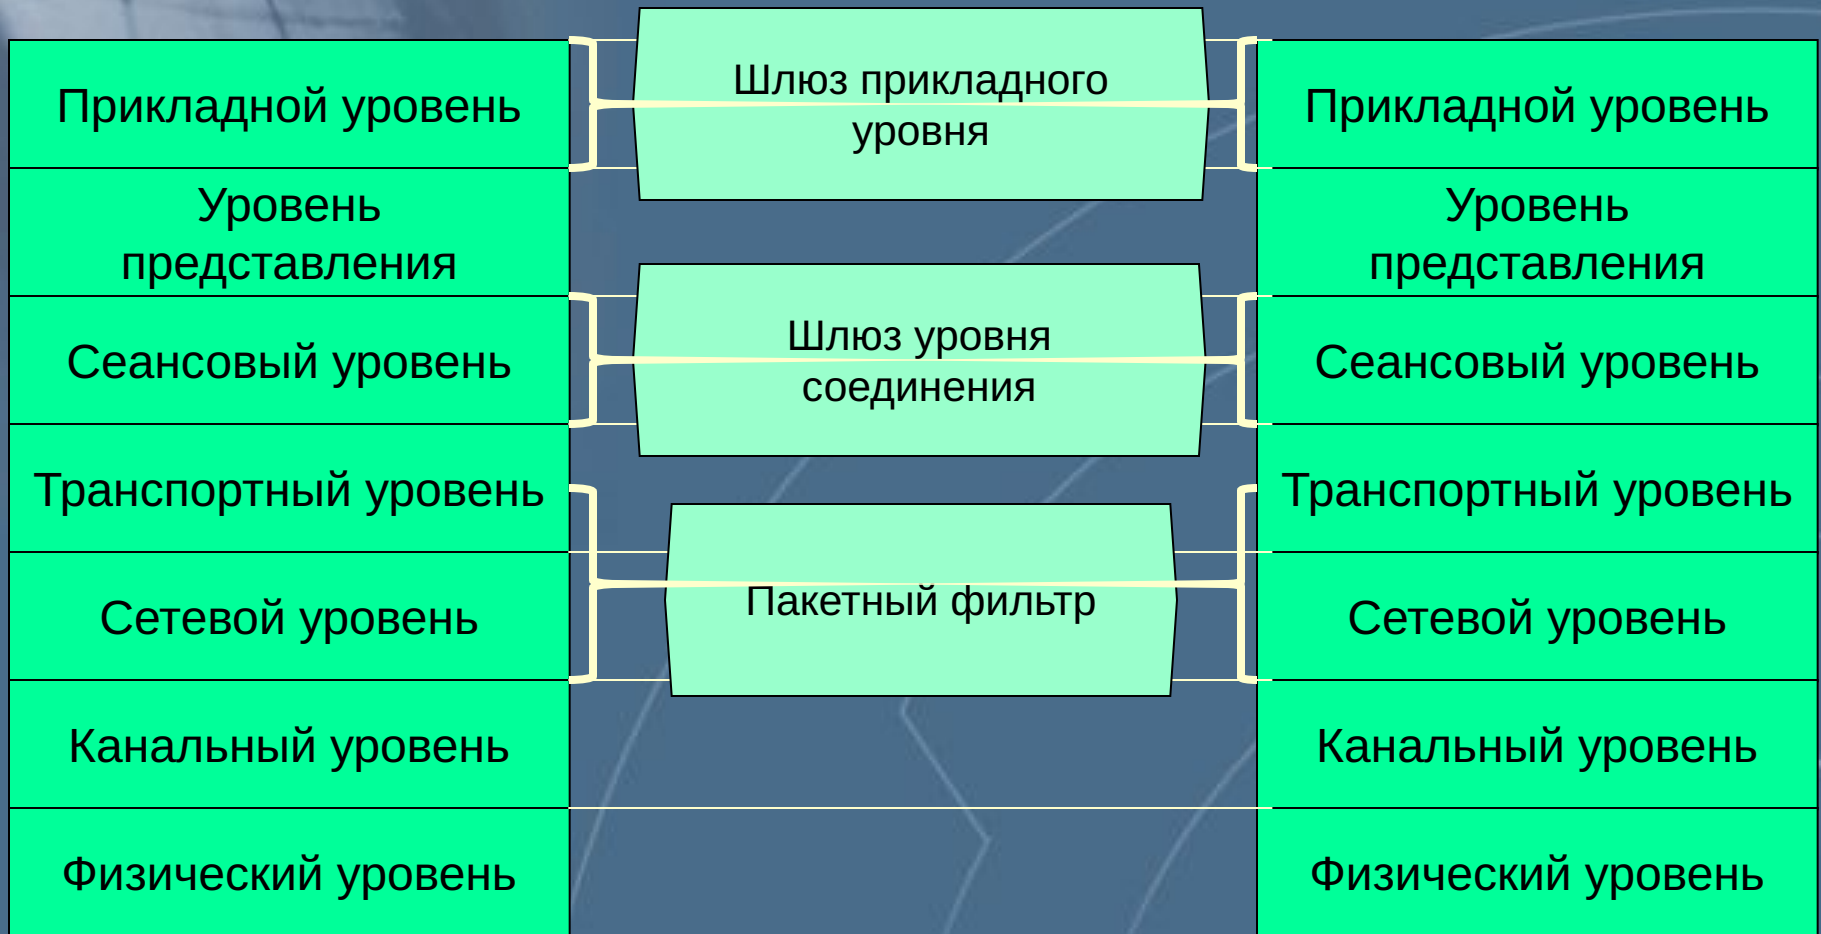 Прикладной уровень
Уровень
представления
Сеансовый уровень
Транспортный уровень
Сетевой уровень
Канальный уровень
Физический уровень
Шлюз прикладного
уровня
Шлюз уровня
соединения
Пакетный фильтр
Прикладной уровень
Уровень
представления
Сеансовый уровень
Транспортный уровень
Сетевой уровень
Канальный уровень
Физический уровень